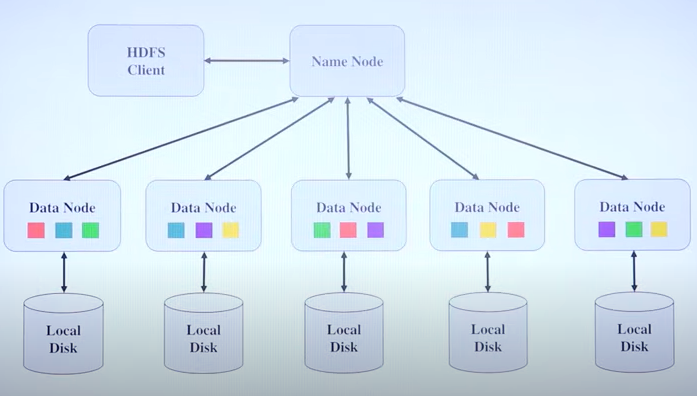 HDFS
Client
Name Node
Data Node
Data Node
Data Node
Data Node
Data Node
Local
Disk
Local
Disk
Local
Disk
Local
Disk
Local
Disk